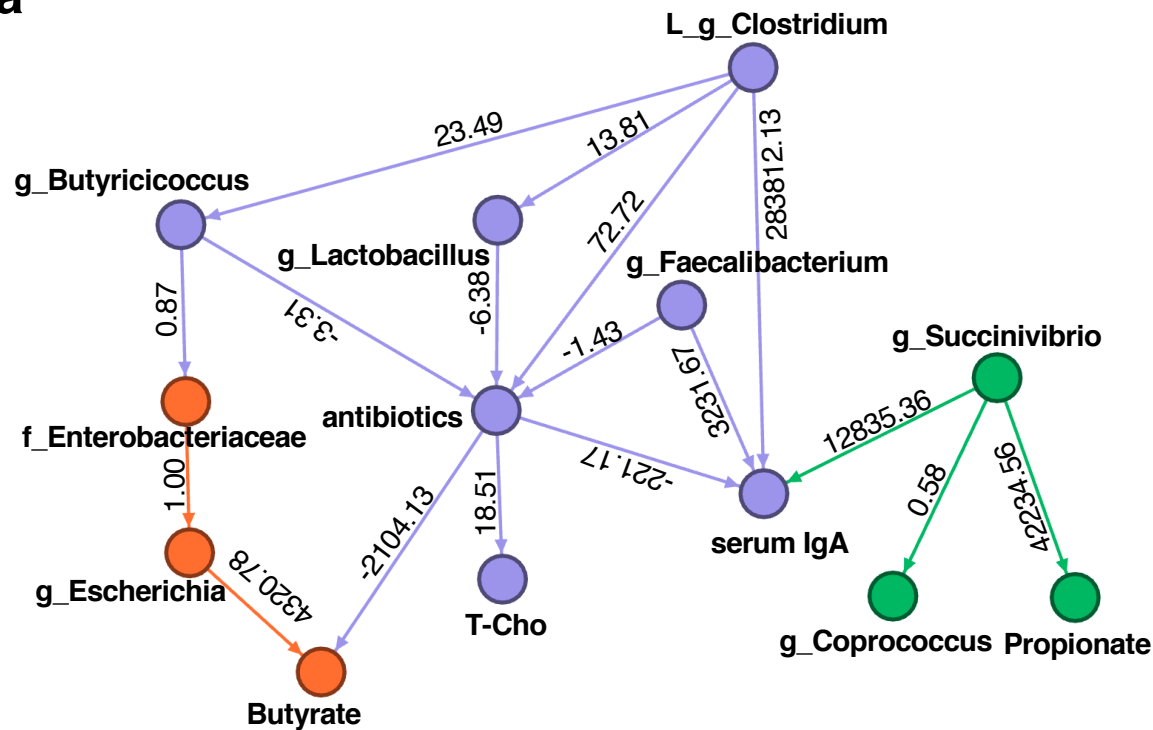 a
L_g_Clostridium
23.49
13.81
283812.13
g_Butyricicoccus
72.72
g_Lactobacillus
g_Faecalibacterium
0.87
-3.31
-6.38
-1.43
3231.67
g_Succinivibrio
12835.36
antibiotics
f_Enterobacteriaceae
1.00
-221.17
18.51
0.58
42234.56
-2104.13
serum IgA
g_Escherichia
4320.78
T-Cho
g_Coprococcus
Propionate
Butyrate